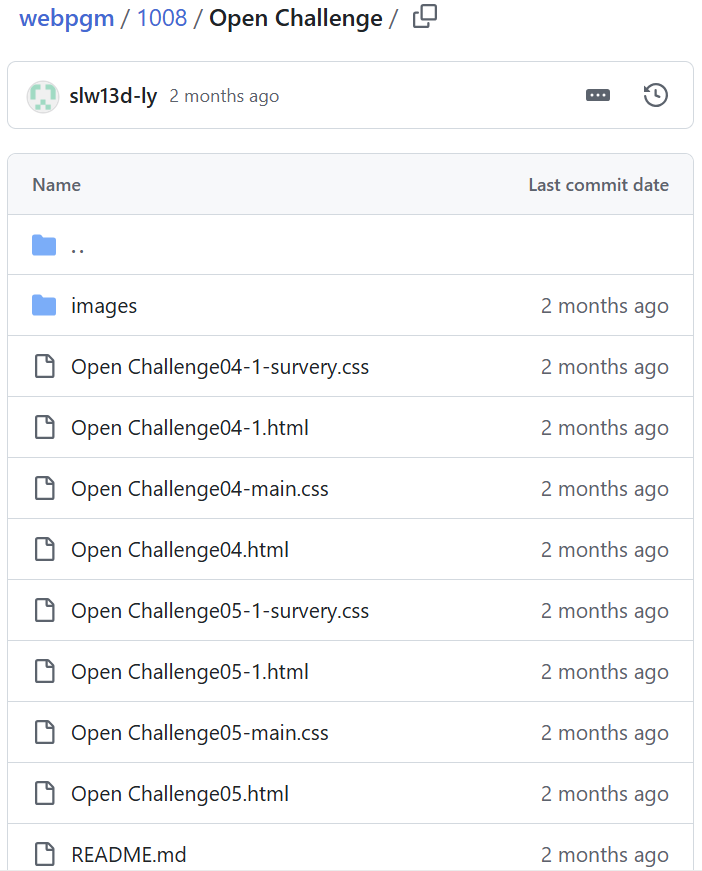 webpgm / 1008 / Open Challenge /
slw13d-ly 2 months ago
Name Last commit date
..
images 2 months ago
Open Challenge04-1-survery.css 2 months ago
Open Challenge04-1.html 2 months ago
Open Challenge04-main.css 2 months ago
Open Challenge04.html 2 months ago
Open Challenge05-1-survery.css 2 months ago
Open Challenge05-1.html 2 months ago
Open Challenge05-main.css 2 months ago
Open Challenge05.html 2 months ago
README.md 2 months ago